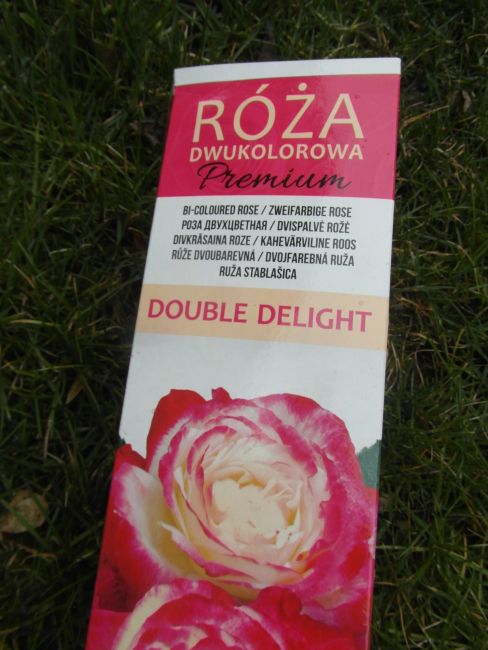 RÓŻA
DWUKOLOROWA
Premium
BI-COLOURED ROSE / ZWEIFARBIGE ROSE
РОЗА ДВУХЦВЕТНАЯ / DVISPALVĖ ROŽĖ
DIVKRĀSAINA ROZE / KAHEVÄRVILINE ROOS
RŮŽE DVOUBAREVNÁ / DVOJFAREBNÁ RUŽA
RUŽA STABLAŠICA
DOUBLE DELIGHT